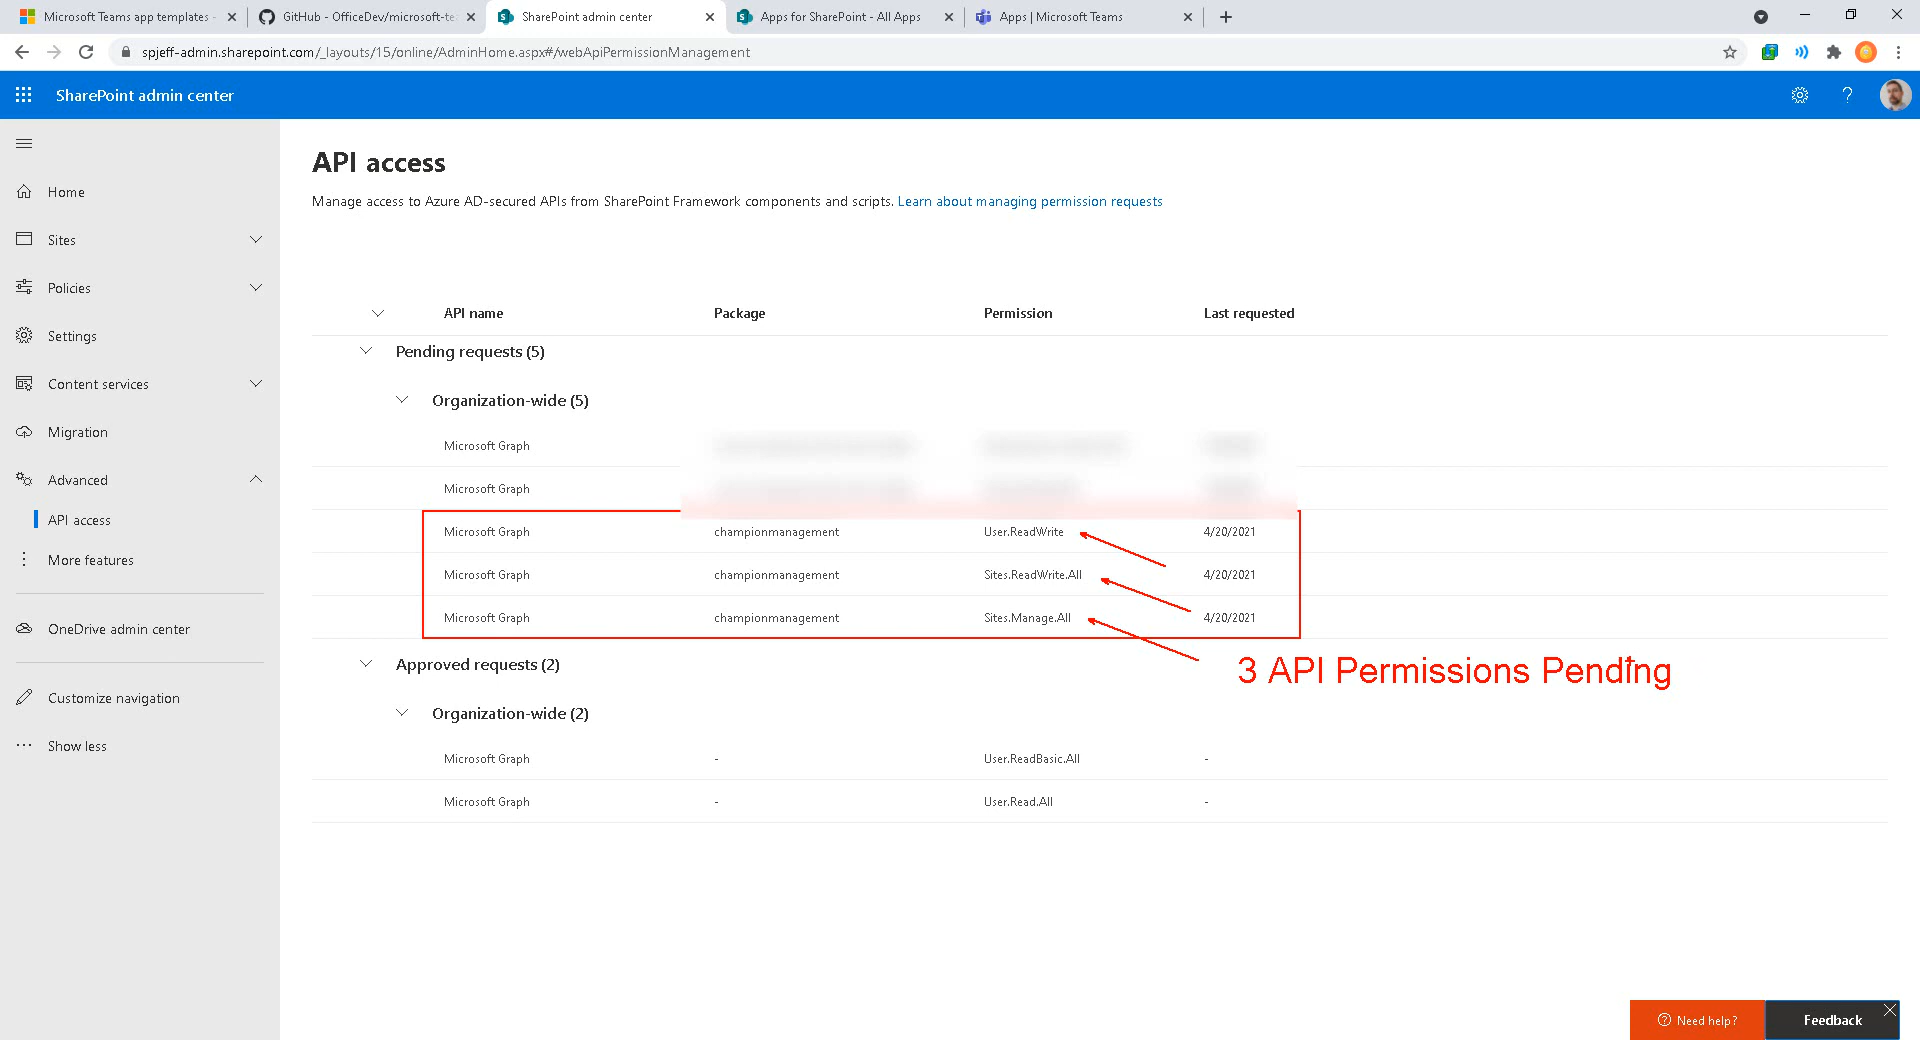 Microsoft Teams app templates -
GitHub - OfficeDev/microsoft-te
SharePoint admin center
Apps for SharePoint - All Apps
Apps | Microsoft Teams
spjeff-admin.sharepoint.com/_layouts/15/online/AdminHome.aspx#/webApiPermissionManagement
SharePoint admin center
?
Home
Sites
Policies
Settings
Content services
Migration
Advanced
API access
More features
OneDrive admin center
Customize navigation
Show less
API access
Manage access to Azure AD-secured APIs from SharePoint Framework components and scripts. Learn about managing permission requests
API name Package Permission Last requested
Pending requests (5)
Organization-wide (5)
Microsoft Graph
Microsoft Graph
Microsoft Graph championmanagement User.ReadWrite 4/20/2021
Microsoft Graph championmanagement Sites.ReadWrite.All 4/20/2021
Microsoft Graph championmanagement Sites.Manage.All 4/20/2021
3 API Permissions Pending
Approved requests (2)
Organization-wide (2)
Microsoft Graph - User.ReadBasic.All -
Microsoft Graph - User.Read.All -
Need help?
Feedback